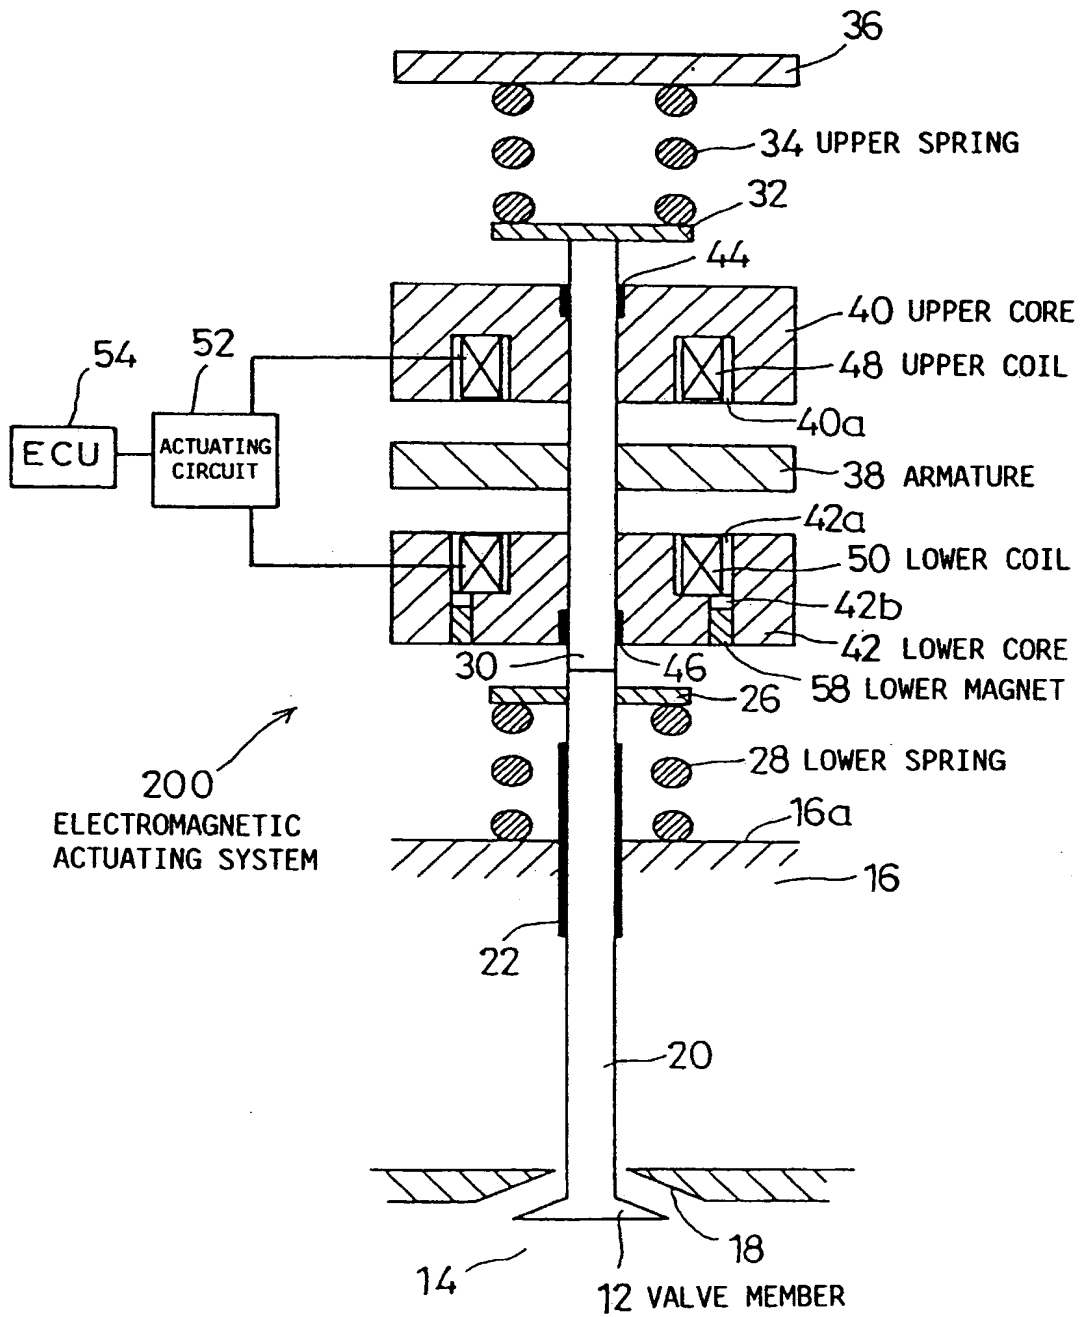 36
34 UPPER SPRING
32
44
40 UPPER CORE
54
52
48 UPPER COIL
40a
ECU
ACTUATING
CIRCUIT
38 ARMATURE
42a
50 LOWER COIL
42b
42 LOWER CORE
30
46
58 LOWER MAGNET
26
28 LOWER SPRING
200
ELECTROMAGNETIC
ACTUATING SYSTEM
16a
16
22
20
18
14
12 VALVE MEMBER